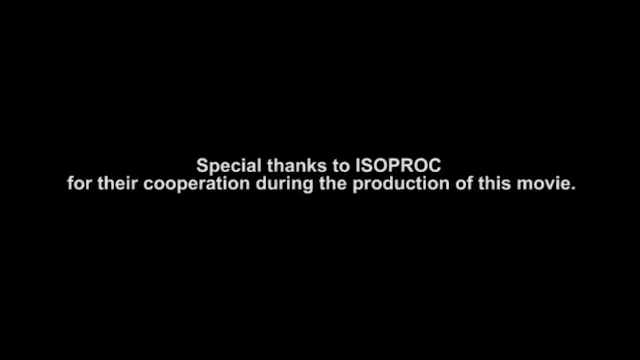 Special thanks to ISOPROC
for their cooperation during the production of this movie.